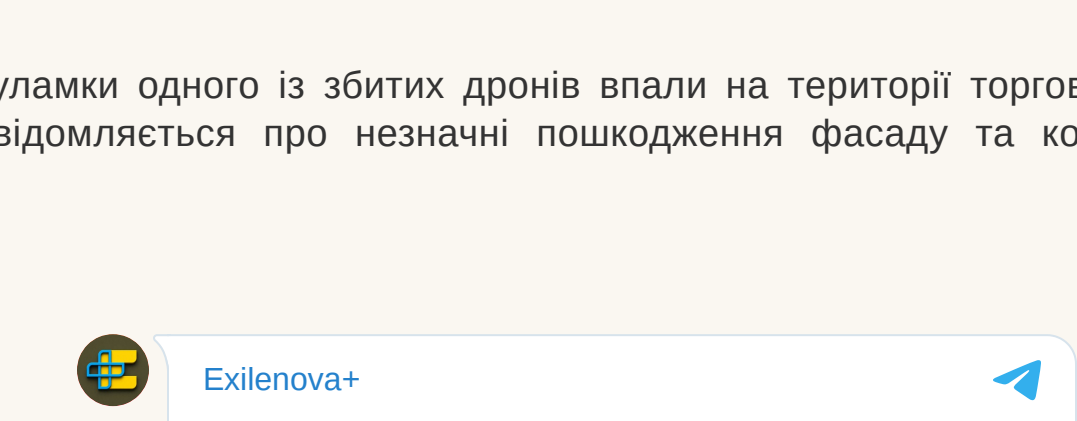 уламки одного із збитих дронів впали на території торгов
відомляється про незначні пошкодження фасаду та ко
Exilenova+